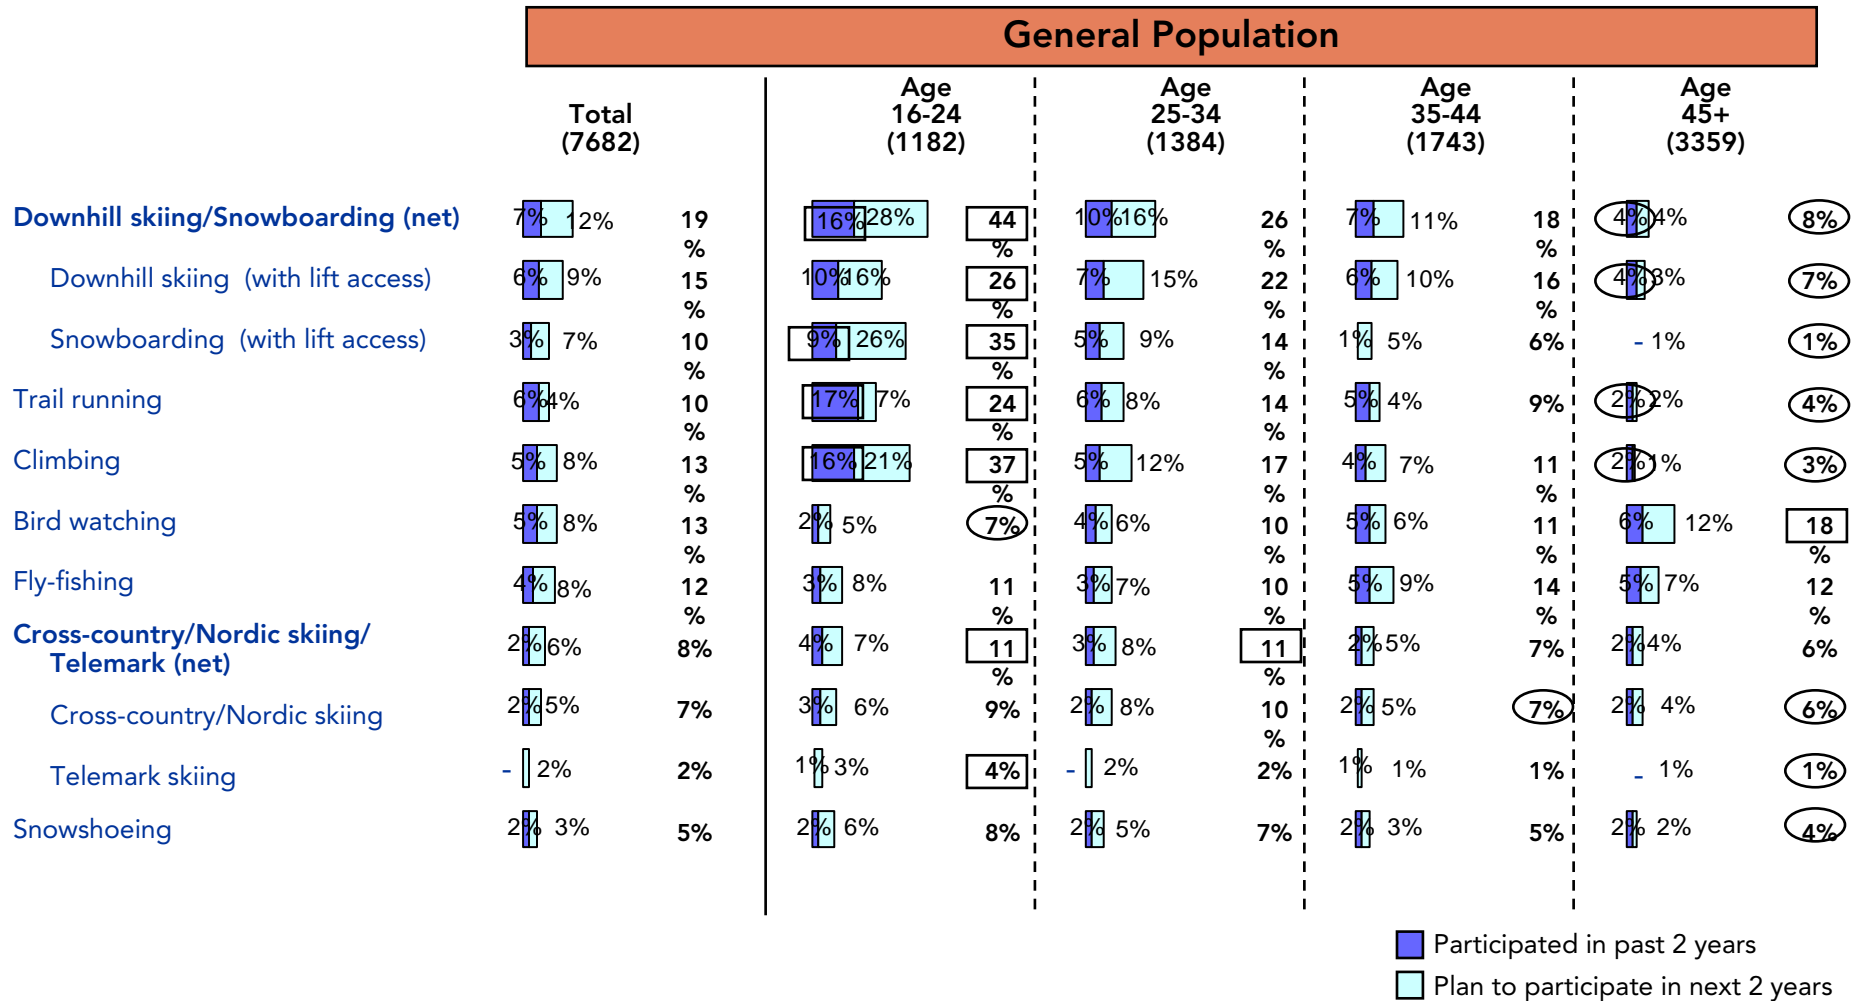 General Population
Total
(7682)
Age
16-24
(1182)
Age
25-34
(1384)
Age
35-44
(1743)
Age
45+
(3359)
Downhill skiing/Snowboarding (net) 7% 12% 19% 16% 28% 44% 10% 16% 26% 7% 11% 18% 4% 4% 8%
Downhill skiing (with lift access) 6% 9% 15% 10% 16% 26% 7% 15% 22% 6% 10% 16% 4% 3% 7%
Snowboarding (with lift access) 3% 7% 10% 9% 26% 35% 5% 9% 14% 1% 5% 6% - 1% 1%
Trail running 6% 4% 10% 17% 7% 24% 6% 8% 14% 5% 4% 9% 2% 2% 4%
Climbing 5% 8% 13% 16% 21% 37% 5% 12% 17% 4% 7% 11% 2% 1% 3%
Bird watching 5% 8% 13% 2% 5% 7% 4% 6% 10% 5% 6% 11% 6% 12% 18%
Fly-fishing 4% 8% 12% 3% 8% 11% 3% 7% 10% 5% 9% 14% 5% 7% 12%
Cross-country/Nordic skiing/
Telemark (net) 2% 6% 8% 4% 7% 11% 3% 8% 11% 2% 5% 7% 2% 4% 6%
Cross-country/Nordic skiing 2% 5% 7% 3% 6% 9% 2% 8% 10% 2% 5% 7% 2% 4% 6%
Telemark skiing - 2% 2% 1% 3% 4% - 2% 2% 1% 1% 1% - 1% 1%
Snowshoeing 2% 3% 5% 2% 6% 8% 2% 5% 7% 2% 3% 5% 2% 2% 4%
Participated in past 2 years
Plan to participate in next 2 years